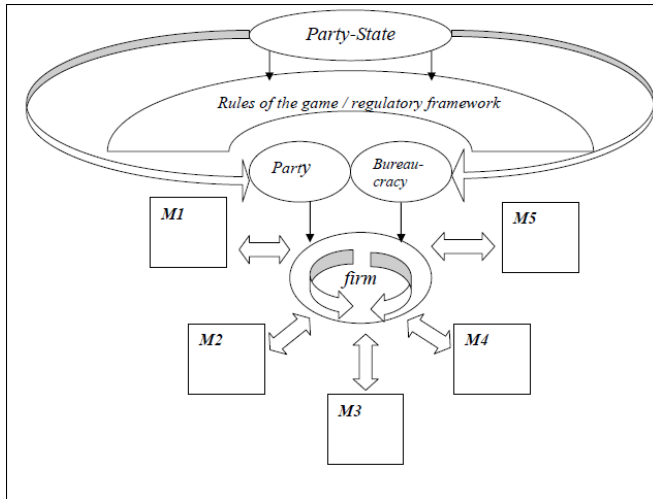 Party-State
Rules of the game / regulatory framework
Party
Bureau-
cracy
M1
M5
firm
M2
M4
M3